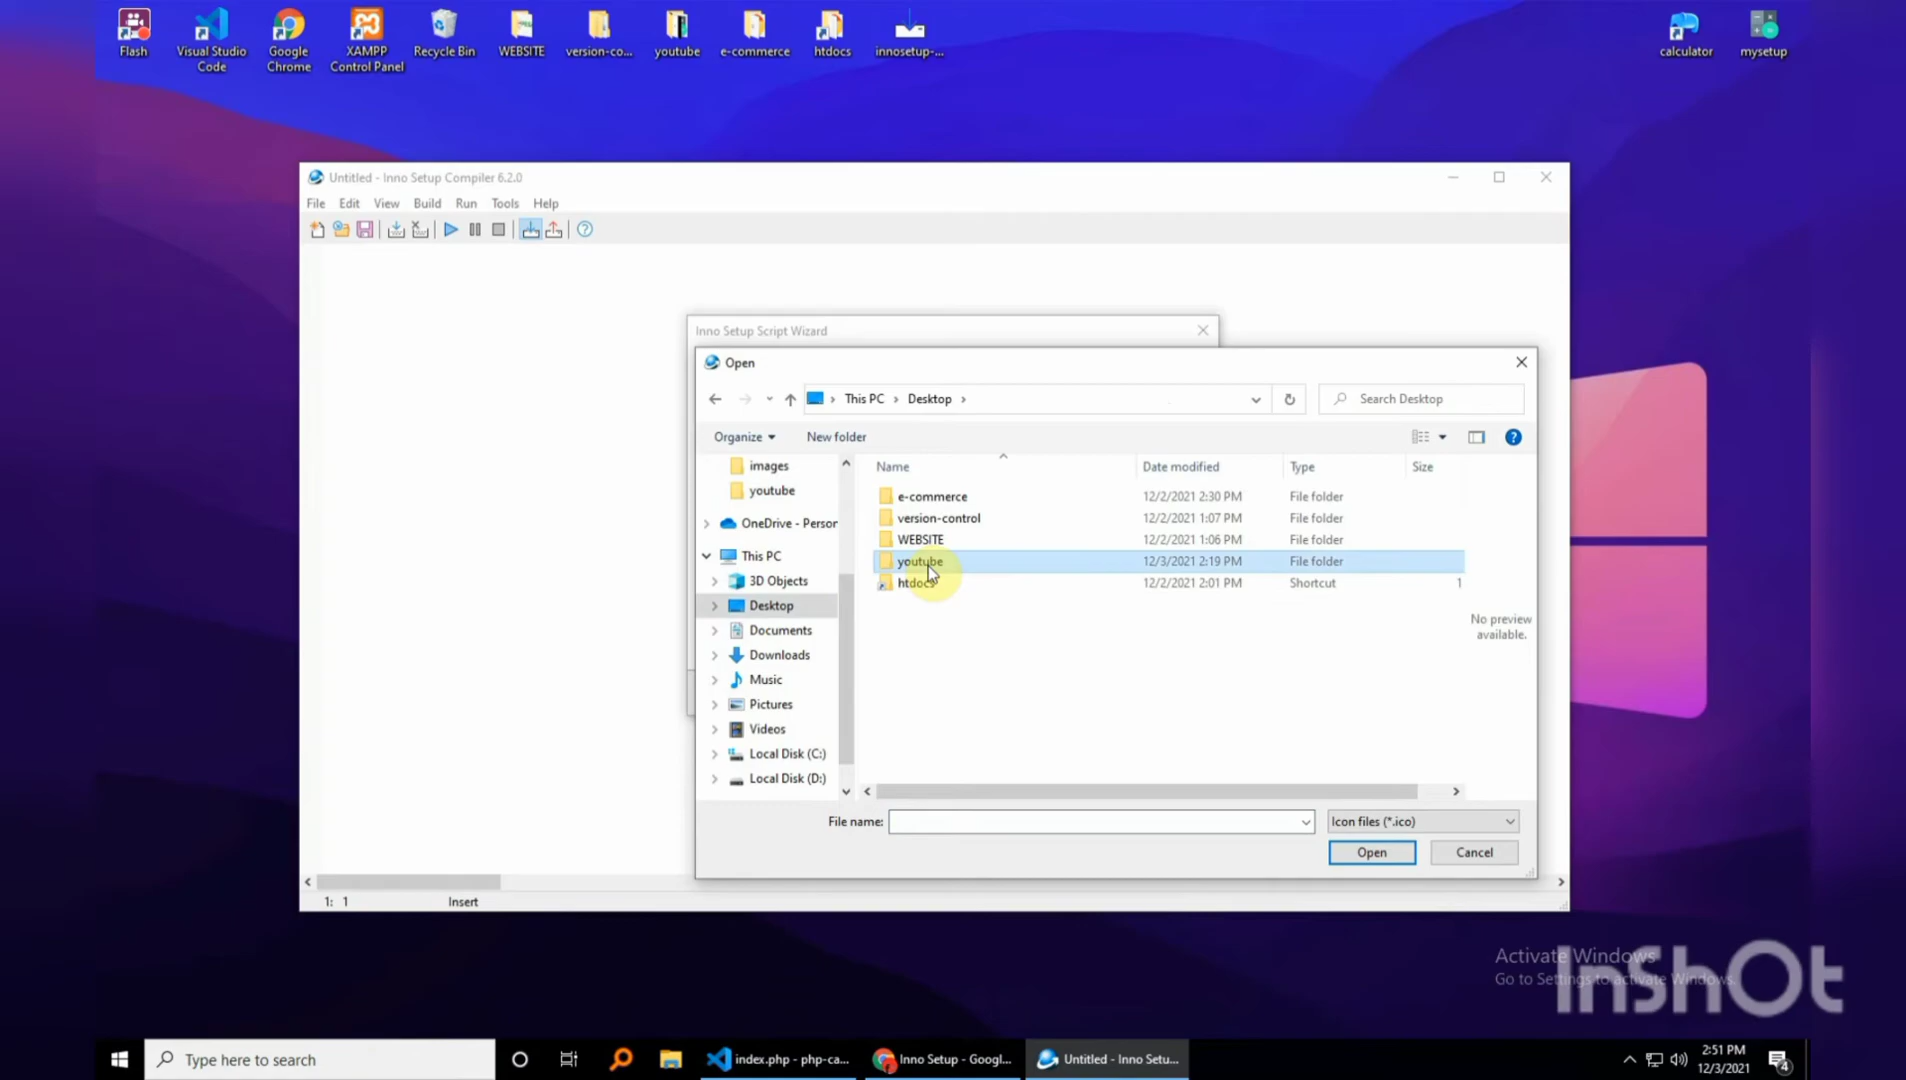 Flash
Visual Studio
Code
Google
Chrome
XAMPP
Control Panel
Recycle Bin
WEBSITE
version-co...
youtube
e-commerce
htdocs
innosetup-...
calculator
mysetup
Untitled - Inno Setup Compiler 6.2.0
File Edit View Build Run Tools Help
Inno Setup Script Wizard
Open
This PC › Desktop ›
Search Desktop
Organize
New folder
images
youtube
OneDrive - Person
This PC
3D Objects
Desktop
Documents
Downloads
Music
Pictures
Videos
Local Disk (C:)
Local Disk (D:)
Name Date modified Type Size
e-commerce 12/2/2021 2:30 PM File folder
version-control 12/2/2021 1:07 PM File folder
WEBSITE 12/2/2021 1:06 PM File folder
youtube 12/3/2021 2:19 PM File folder
htdocs 12/2/2021 2:01 PM Shortcut 1
No preview
available.
File name:
Icon files (*.ico)
Open
Cancel
1: 1
Insert
Activate Windows
Go to Settings to activate Windows.
InShOt
Type here to search
index.php - php-ca...
Inno Setup - Googl...
Untitled - Inno Setu...
2:51 PM
12/3/2021
4